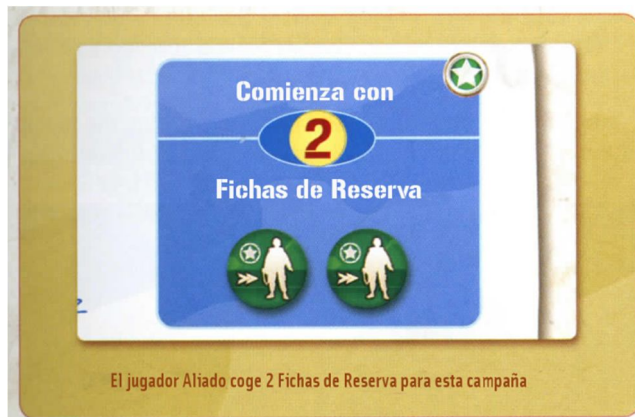 Comienza con
2
Fichas de Reserva
El jugador Aliado coge 2 Fichas de Reserva para esta campaña